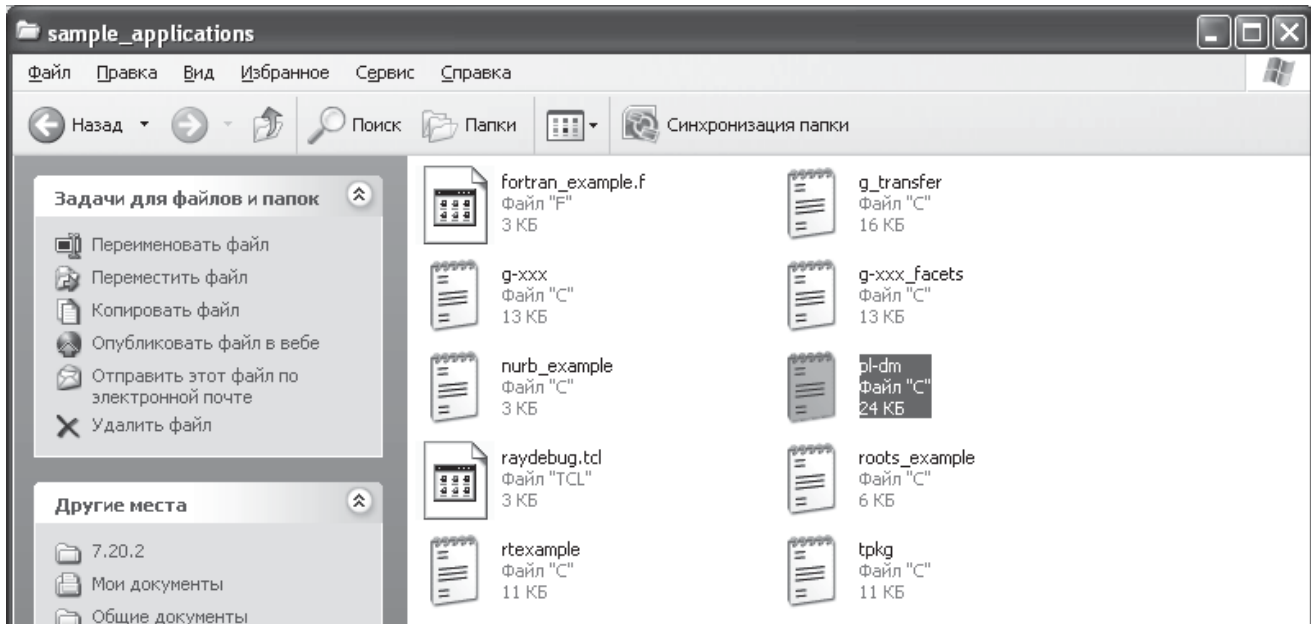 sample_applications
Файл Правка Вид Избранное Сервис Справка
Назад Поиск Папки Синхронизация папки
Задачи для файлов и папок
Переименовать файл
Переместить файл
Копировать файл
Опубликовать файл в вебе
Отправить этот файл по
электронной почте
Удалить файл
Другие места
7.20.2
Мои документы
Общие документы
fortran_example.f
Файл "F"
3 КБ
g_transfer
Файл "C"
16 КБ
g-xxx
Файл "C"
13 КБ
g-xxx_facets
Файл "C"
13 КБ
nurb_example
Файл "C"
3 КБ
pl-dm
Файл "C"
24 КБ
raydebug.tcl
Файл "TCL"
3 КБ
roots_example
Файл "C"
6 КБ
rtexample
Файл "C"
11 КБ
tpkg
Файл "C"
11 КБ